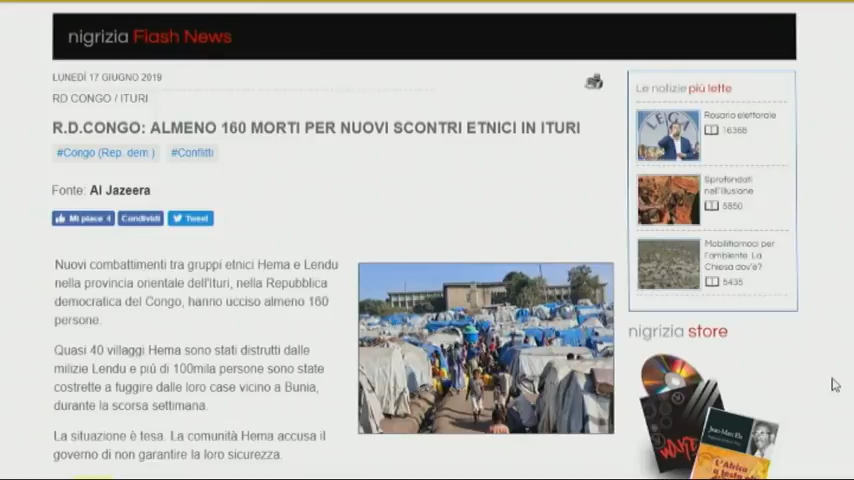 nigrizia Flash News
LUNEDÌ 17 GIUGNO 2019
RD CONGO / ITURI
R.D.CONGO: ALMENO 160 MORTI PER NUOVI SCONTRI ETNICI IN ITURI
#Congo (Rep. dem.) #Conflitti
Fonte: Al Jazeera
Mi piace 4 Condividi Tweet
Nuovi combattimenti tra gruppi etnici Hema e Lendu
nella provincia orientale dell'Ituri, nella Repubblica
democratica del Congo, hanno ucciso almeno 160
persone.
Quasi 40 villaggi Hema sono stati distrutti dalle
milizie Lendu e più di 100mila persone sono state
costrette a fuggire dalle loro case vicino a Bunia,
durante la scorsa settimana.
La situazione è tesa. La comunità Hema accusa il
governo di non garantire la loro sicurezza.
Le notizie più lette
LEGA
Rosario elettorale
16368
Sprofondati
nell'illusione
5850
Mobilitiamoci per
l'ambiente. La
Chiesa dov'è?
5435
nigrizia store
Jean-Marc Ela
L'Africa